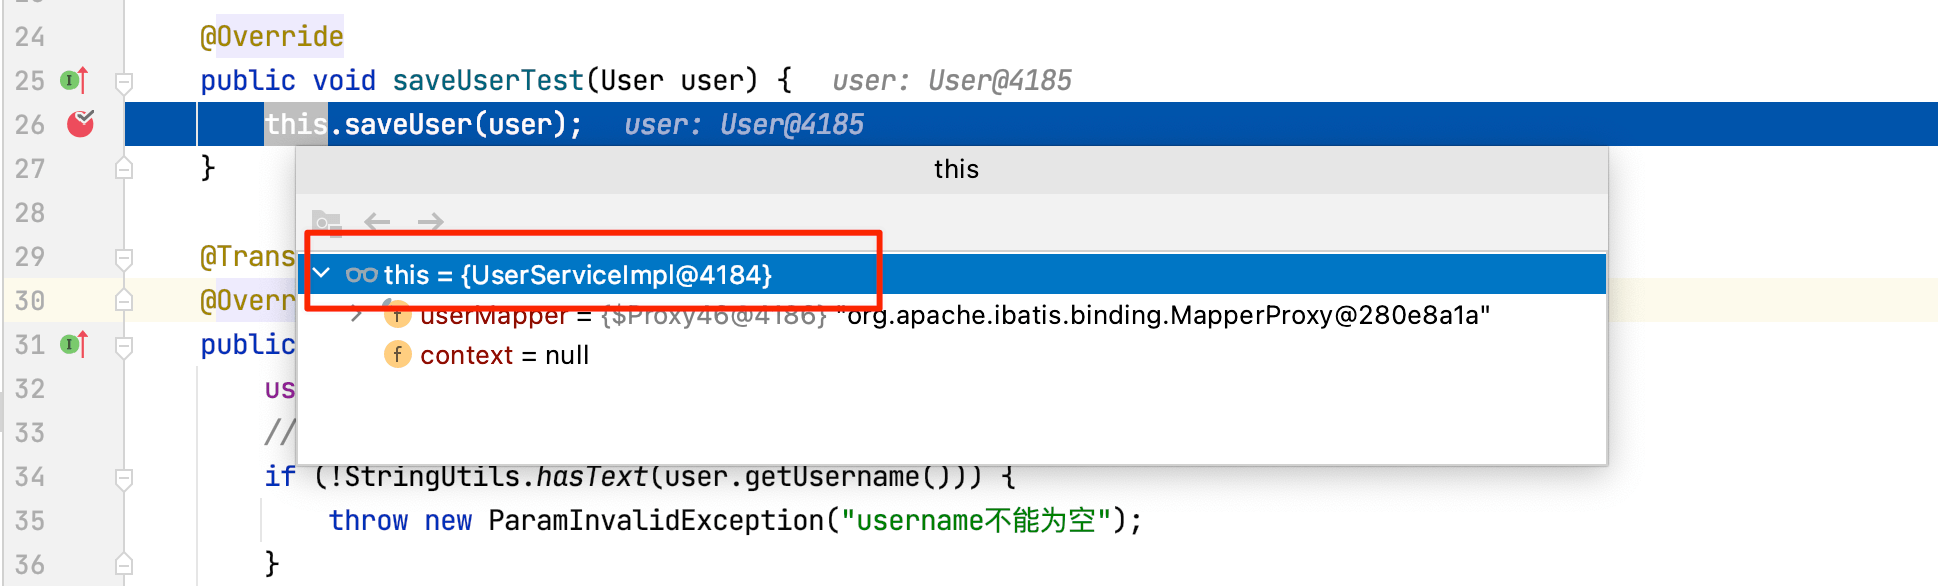 24 @Override
25 public void saveUserTest(User user) { user: User@4185
26 this.saveUser(user); user: User@4185
27 }
this
28
29 @Trans
this = {UserServiceImpl@4184}
30 @Overr
userMapper = {$Proxy46@4186} "org.apache.ibatis.binding.MapperProxy@280e8a1a"
31 public
context = null
32 us
33 //
34 if (!StringUtils.hasText(user.getUsername())) {
35 throw new ParamInvalidException("username不能为空");
36 }